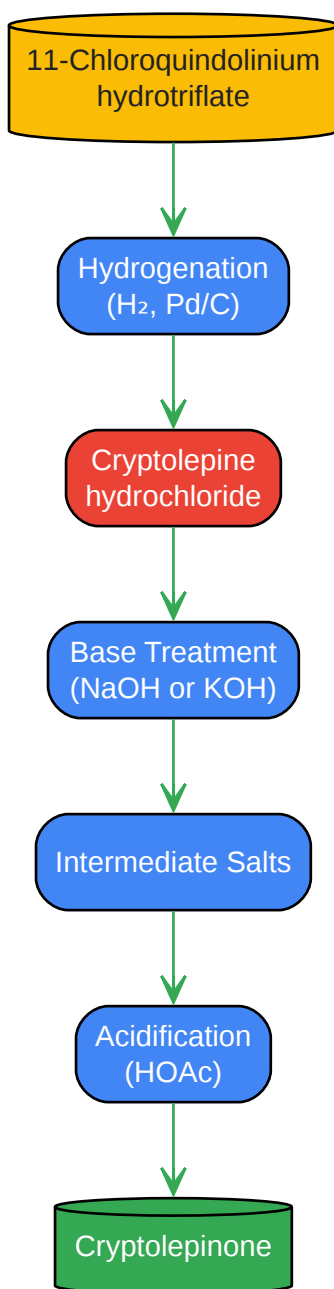 11-Chloroquindolinium
hydrotriflate
Hydrogenation
(H₂, Pd/C)
Cryptolepine
hydrochloride
Base Treatment
(NaOH or KOH)
Intermediate Salts
Acidification
(HOAc)
Cryptolepinone